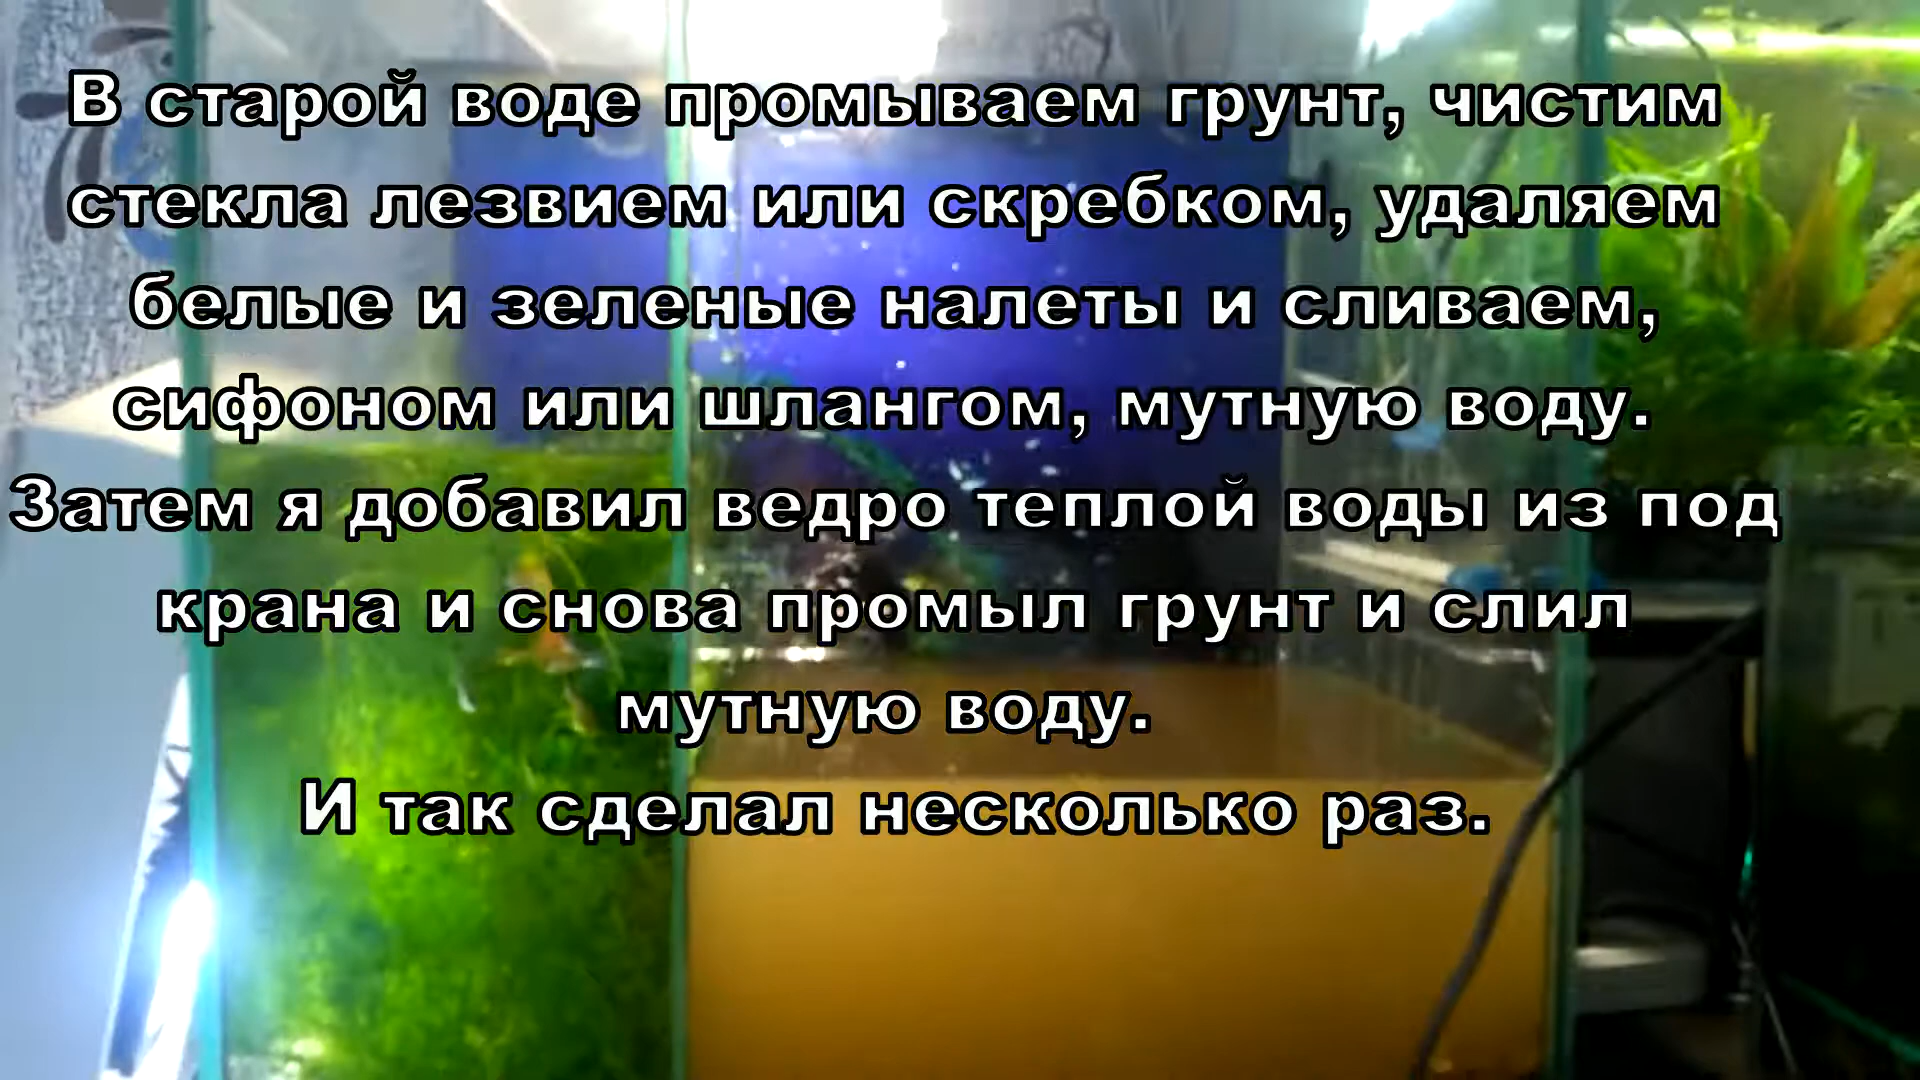 В старой воде промываем грунт, чистим
стекла лезвием или скребком, удаляем
белые и зеленые налеты и сливаем,
сифоном или шлангом, мутную воду.
Затем я добавил ведро теплой воды из под
крана и снова промыл грунт и слил
мутную воду.
И так сделал несколько раз.